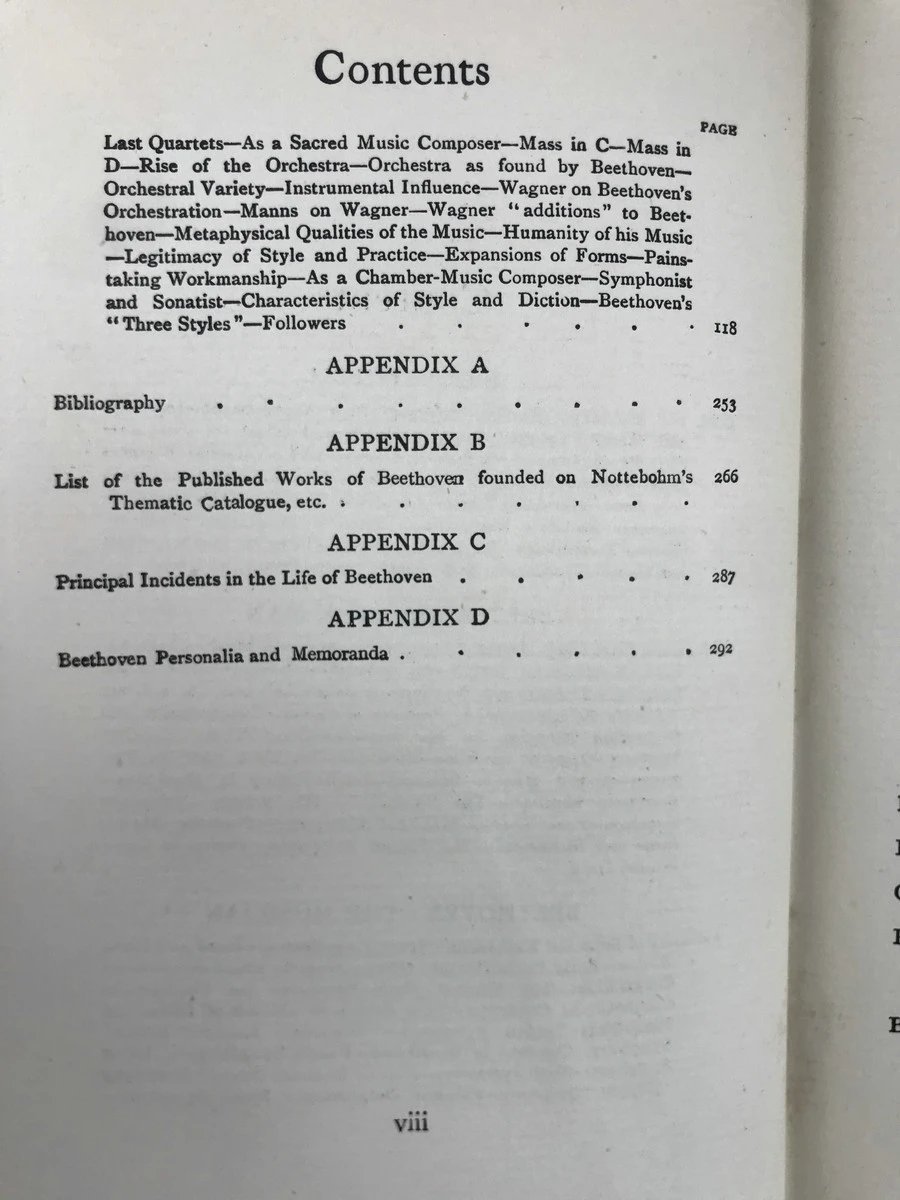 Contents
PAGE
Last Quartets—As a Sacred Music Composer—Mass in C—Mass in
D—Rise of the Orchestra—Orchestra as found by Beethoven—
Orchestral Variety—Instrumental Influence—Wagner on Beethoven's
Orchestration—Manns on Wagner—Wagner "additions" to Beet-
hoven—Metaphysical Qualities of the Music—Humanity of his Music
—Legitimacy of Style and Practice—Expansions of Forms—Pains-
taking Workmanship—As a Chamber-Music Composer—Symphonist
and Sonatist—Characteristics of Style and Diction—Beethoven's
"Three Styles"—Followers . . . . . . 118
APPENDIX A
Bibliography . . . . . . . . . 253
APPENDIX B
List of the Published Works of Beethoven founded on Nottebohm's 266
Thematic Catalogue, etc. . . . . . . .
APPENDIX C
Principal Incidents in the Life of Beethoven . . . . . 287
APPENDIX D
Beethoven Personalia and Memoranda . . . . . . 292
viii